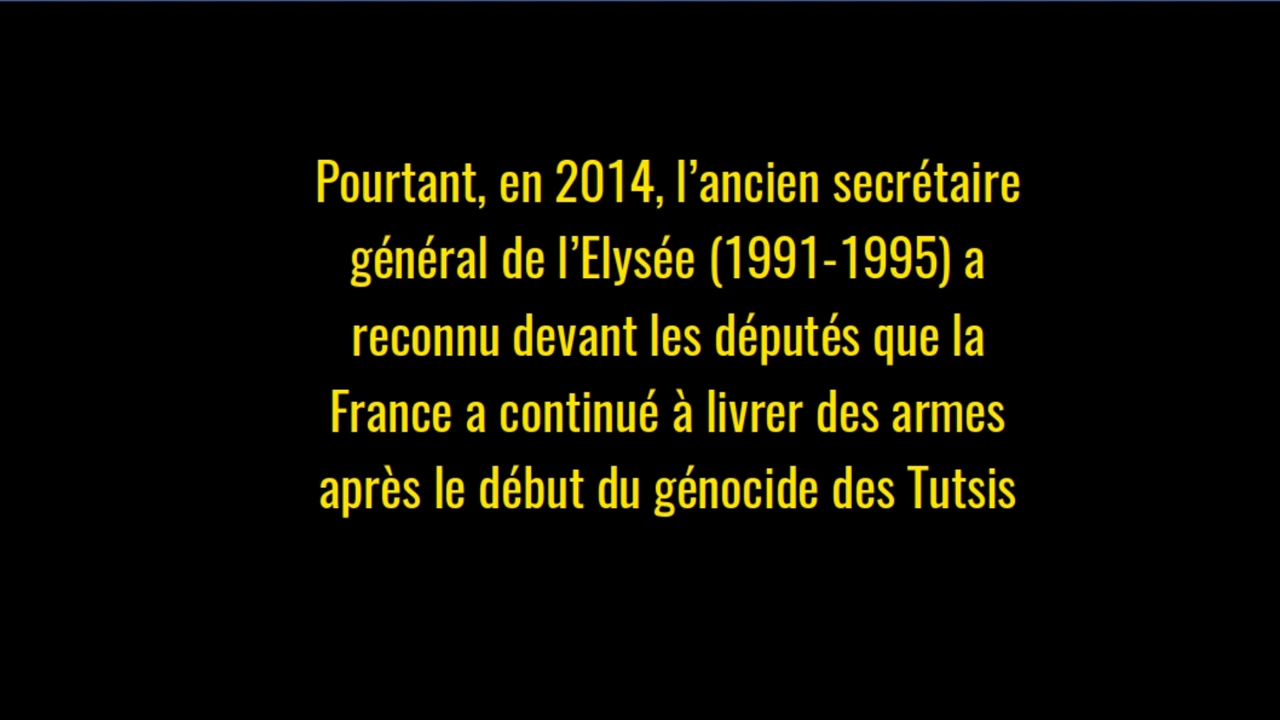 Pourtant, en 2014, l’ancien secrétaire
général de l’Elysée (1991-1995) a
reconnu devant les députés que la
France a continué à livrer des armes
après le début du génocide des Tutsis